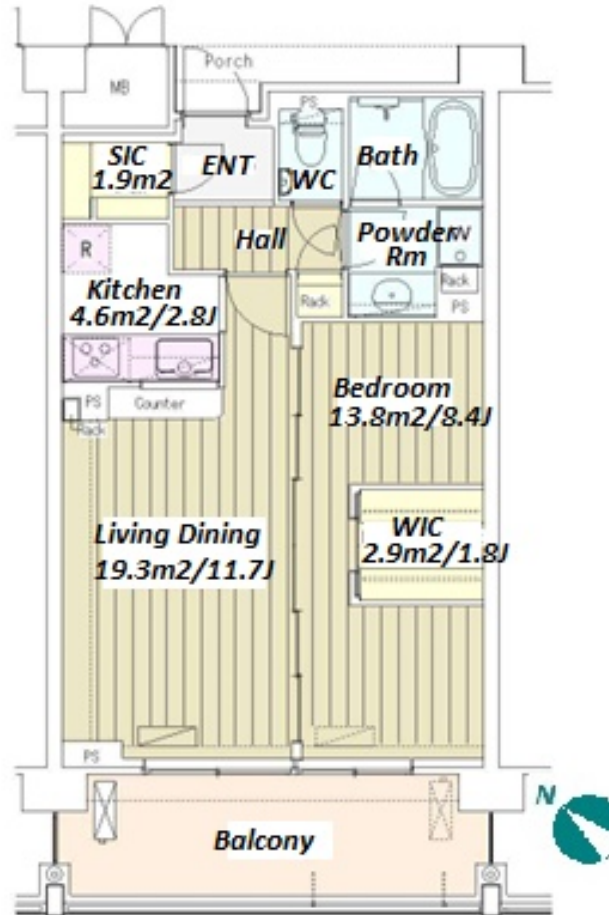 Porch
MB
PS
SIC
1.9m2
ENT
WC
Bath
Hall
Powder
Rm
R
Kitchen
4.6m2/2.8J
Rack
Rack
PS
PS
Counter
Rack
Bedroom
13.8m2/8.4J
Living Dining
19.3m2/11.7J
WIC
2.9m2/1.8J
PS
Balcony
N